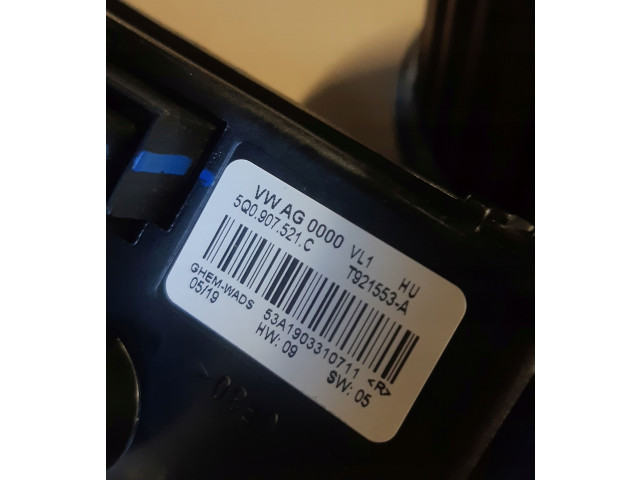 VW AG 0000 VL1 HU
5Q0.907.521.C T921553-A
GHEM-WADS 53A1903310711 <R>
05/19 HW: 09 SW: 05